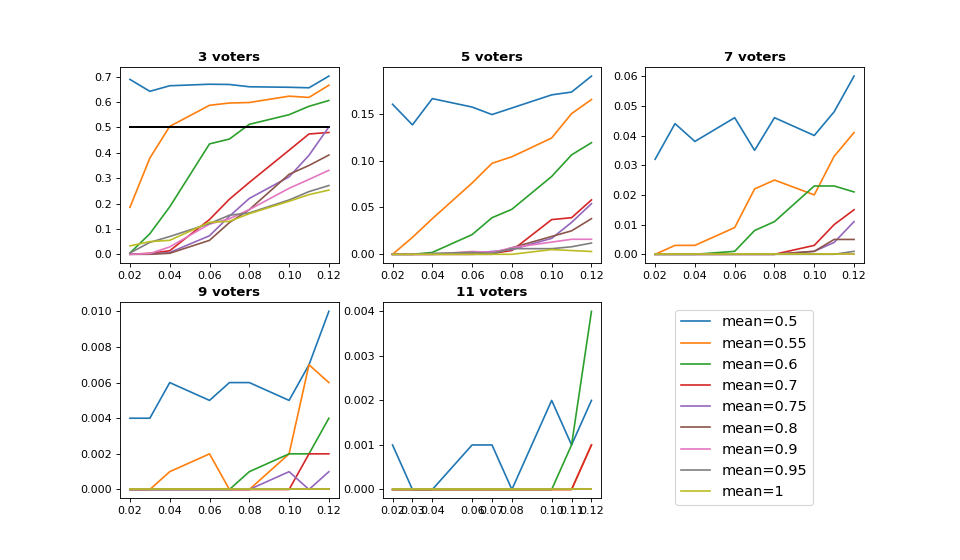 3 voters
5 voters
7 voters
0.7
0.6
0.5
0.4
0.3
0.2
0.1
0.0
0.02 0.04 0.06 0.08 0.10 0.12
0.15
0.10
0.05
0.00
0.02 0.04 0.06 0.08 0.10 0.12
0.06
0.05
0.04
0.03
0.02
0.01
0.00
0.02 0.04 0.06 0.08 0.10 0.12
9 voters
11 voters
0.010
0.008
0.006
0.004
0.002
0.000
0.02 0.04 0.06 0.08 0.10 0.12
0.004
0.003
0.002
0.001
0.000
0.02 0.03 0.04 0.06 0.07 0.08 0.10 0.11 0.12
mean=0.5
mean=0.55
mean=0.6
mean=0.7
mean=0.75
mean=0.8
mean=0.9
mean=0.95
mean=1